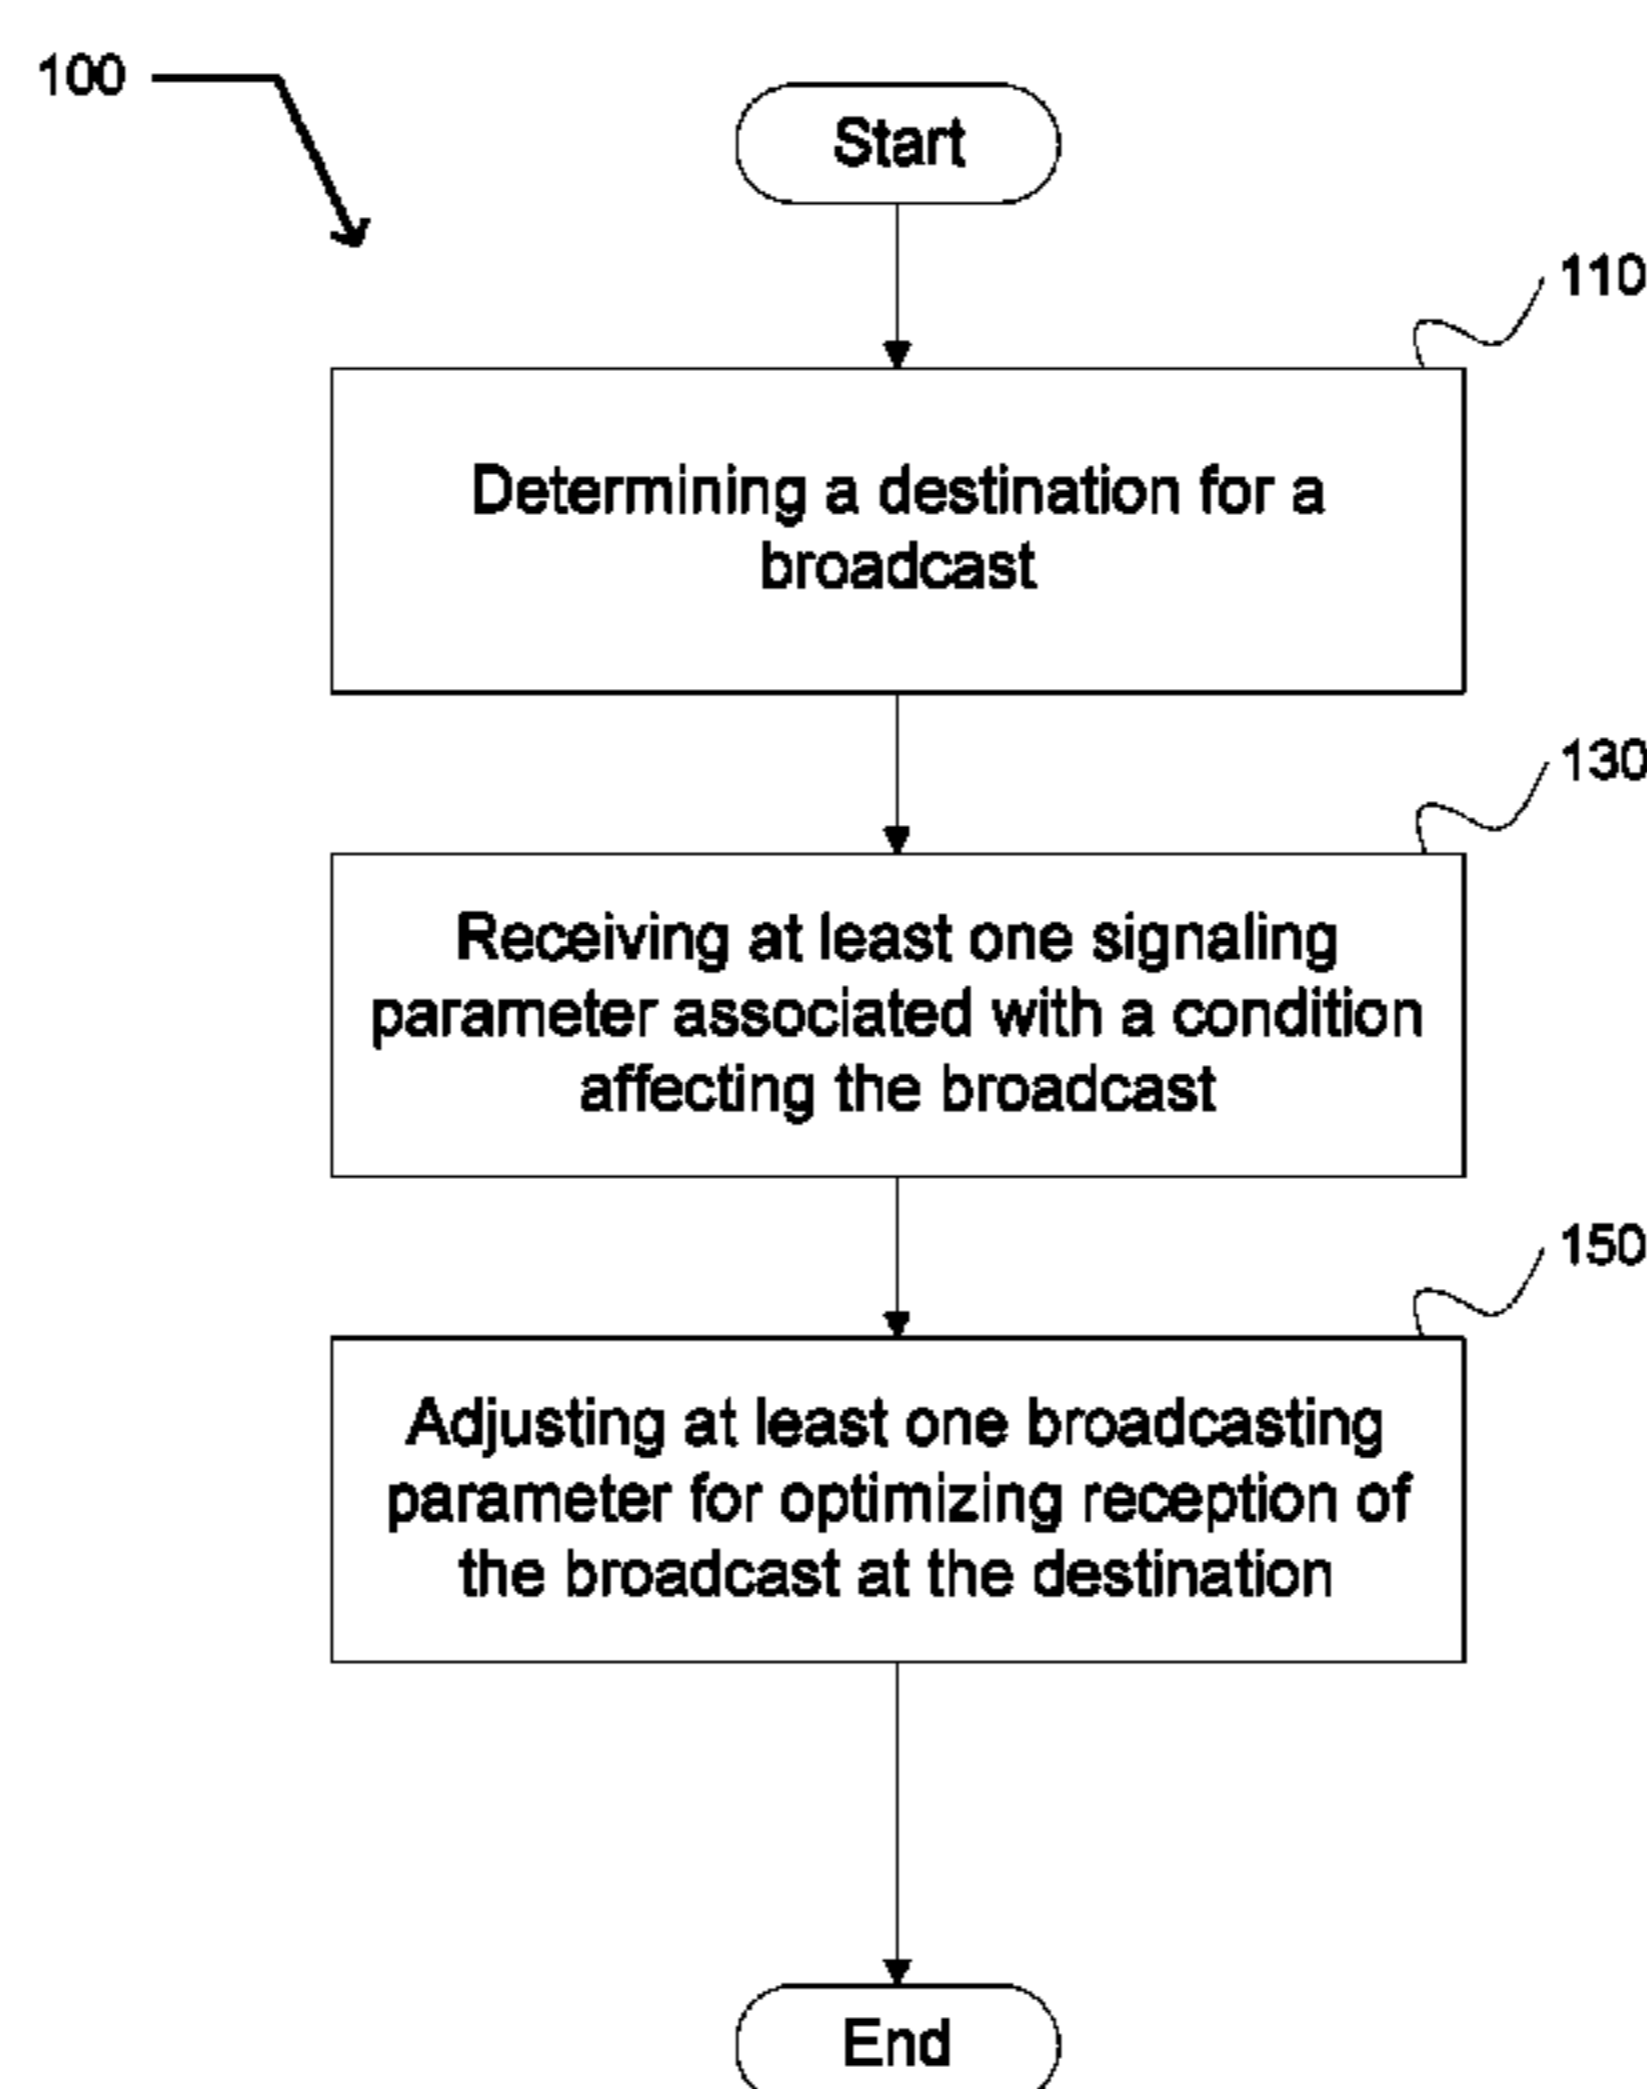 100
Start
110
Determining a destination for a
broadcast
130
Receiving at least one signaling
parameter associated with a condition
affecting the broadcast
150
Adjusting at least one broadcasting
parameter for optimizing reception of
the broadcast at the destination
End